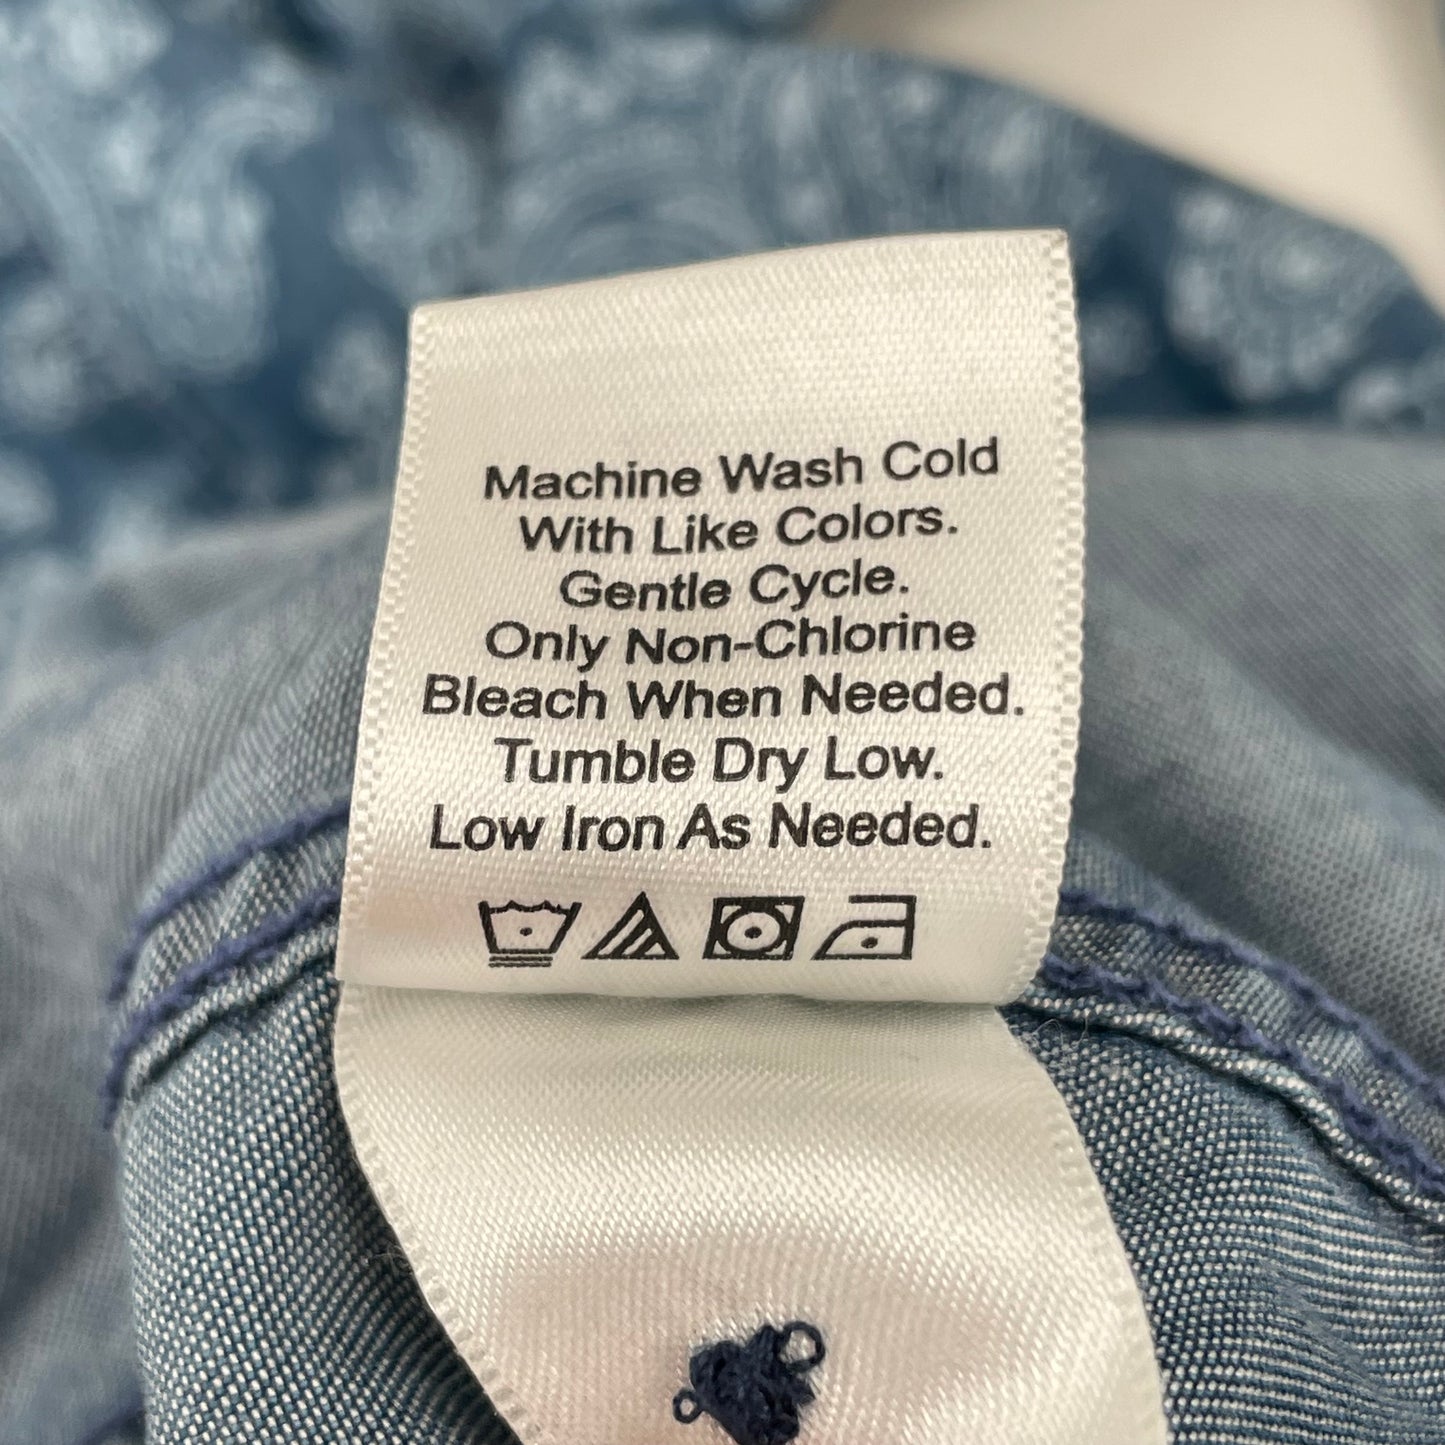 Machine Wash Cold
With Like Colors.
Gentle Cycle.
Only Non-Chlorine
Bleach When Needed.
Tumble Dry Low.
Low Iron As Needed.